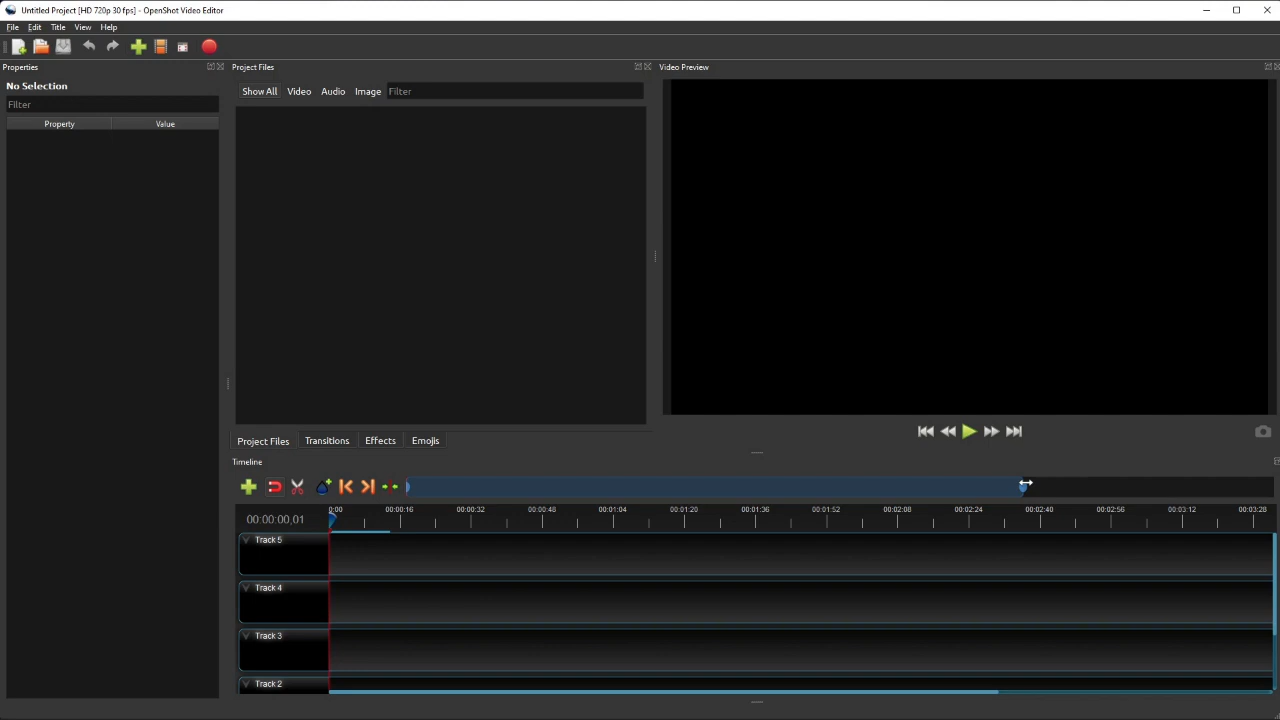 Untitled Project [HD 720p 30 fps] - OpenShot Video Editor
File Edit Title View Help
Properties
Project Files
Video Preview
No Selection
Filter
Property Value
Show All Video Audio Image Filter
Project Files Transitions Effects Emojis
Timeline
00:00:00,01
0:00 00:00:16 00:00:32 00:00:48 00:01:04 00:01:20 00:01:36 00:01:52 00:02:08 00:02:24 00:02:40 00:02:56 00:03:12 00:03:28
Track 5
Track 4
Track 3
Track 2